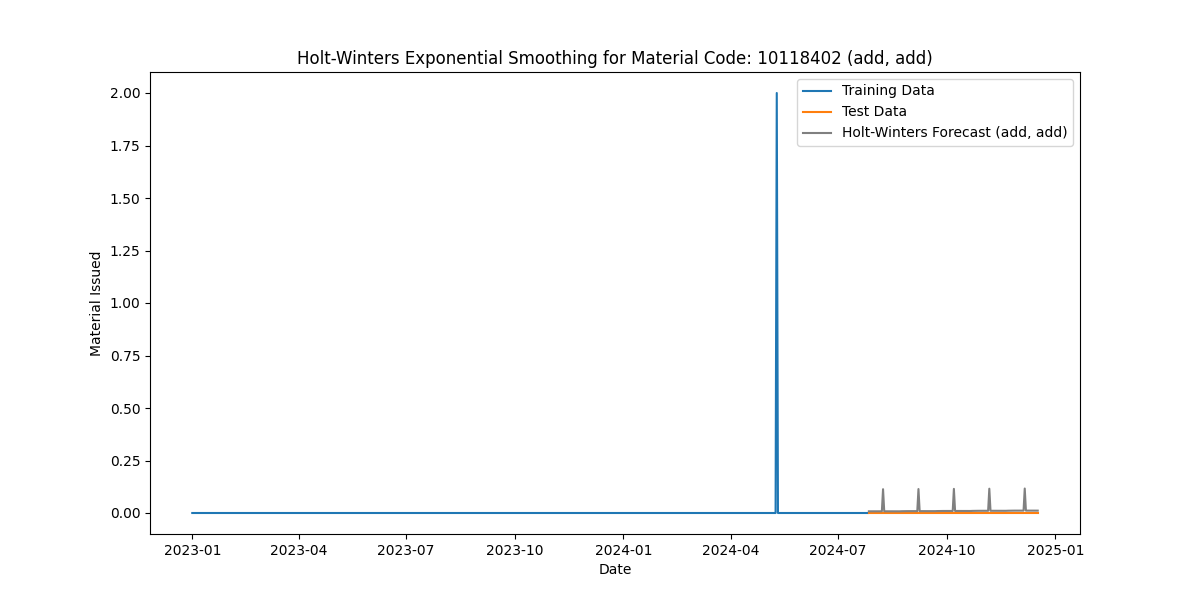 Holt-Winters Exponential Smoothing for Material Code: 10118402 (add, add)
Training Data
Test Data
Holt-Winters Forecast (add, add)
2.00
1.75
1.50
1.25
1.00
0.75
0.50
0.25
0.00
Material Issued
2023-01 2023-04 2023-07 2023-10 2024-01 2024-04 2024-07 2024-10 2025-01
Date